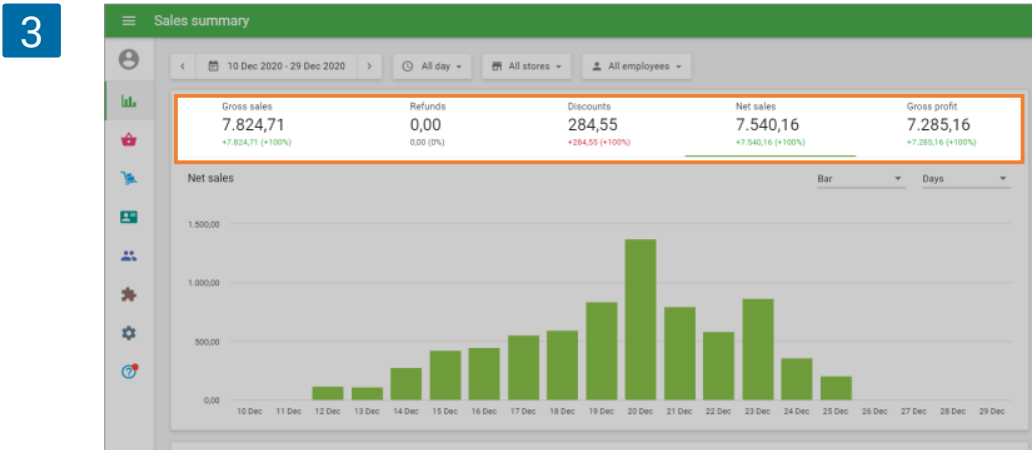 3
Sales summary
10 Dec 2020 - 29 Dec 2020 All day All stores All employees
Gross sales Refunds Discounts Net sales Gross profit
7.824,71 0,00 284,55 7.540,16 7.285,16
+7.824,71 (+100%) 0,00 (0%) +284,55 (+100%) +7.540,16 (+100%) +7.285,16 (+100%)
Net sales Bar Days
1.500,00
1.000,00
500,00
0,00
10 Dec 11 Dec 12 Dec 13 Dec 14 Dec 15 Dec 16 Dec 17 Dec 18 Dec 19 Dec 20 Dec 21 Dec 22 Dec 23 Dec 24 Dec 25 Dec 26 Dec 27 Dec 28 Dec 29 Dec